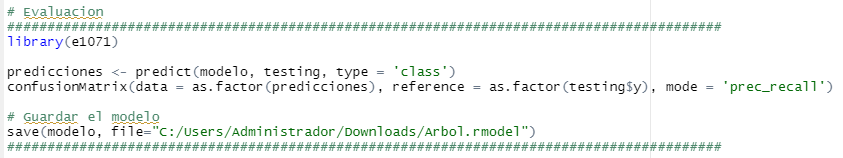 # Evaluacion
#########################################################################################
library(e1071)
predicciones <- predict(modelo, testing, type = 'class')
confusionMatrix(data = as.factor(predicciones), reference = as.factor(testing$y), mode = 'prec_recall')
# Guardar el modelo
save(modelo, file="C:/Users/Administrador/Downloads/Arbol.rmodel")
#########################################################################################